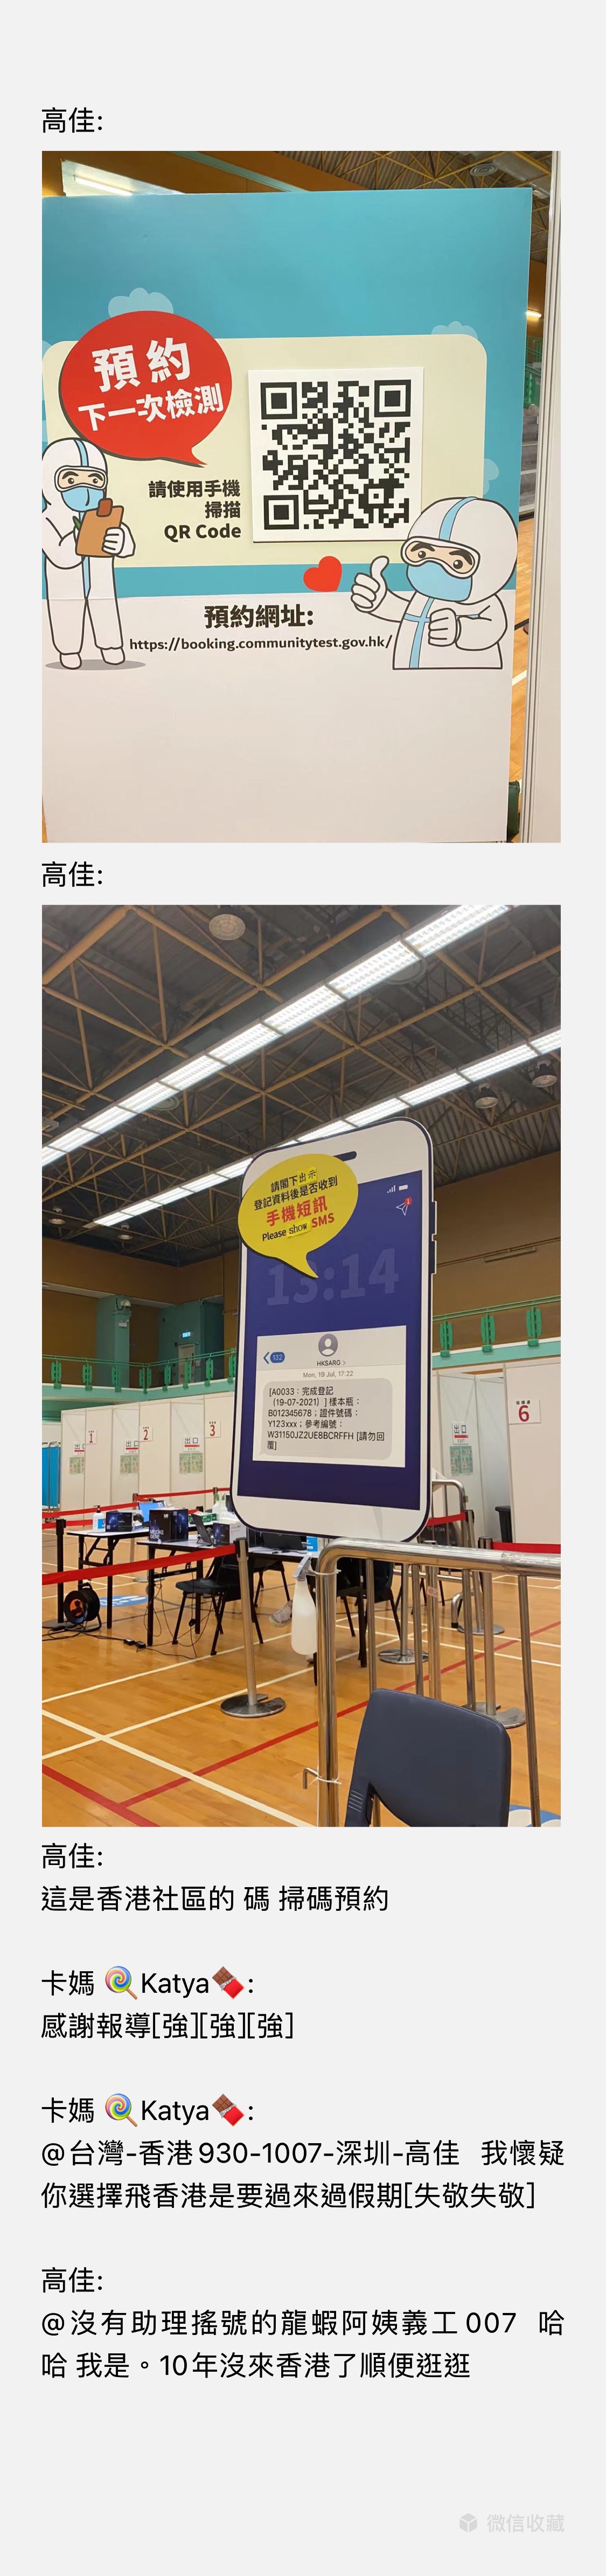 高佳:
預約
下一次檢測
請使用手機
掃描
QR Code
預約網址:
https://booking.communitytest.gov.hk/
高佳:
請閣下出示
登記資料後是否收到
手機短訊
Please show SMS
13:14
1
112
HKSARG >
Mon, 19 Jul, 17:22
[A0033：完成登記
（19-07-2021）] 樣本瓶：
B012345678；證件號碼：
Y123xxx；參考編號：
W31150JZ2UE8BCRFFH [請勿回
覆]
出口
1
出口
2
出口
3
出口
6
高佳:
這是香港社區的 碼 掃碼預約
卡媽 🍭Katya🍫:
感謝報導[強][強][強]
卡媽 🍭Katya🍫:
@台灣-香港930-1007-深圳-高佳 我懷疑
你選擇飛香港是要過來過假期[失敬失敬]
高佳:
@沒有助理搖號的龍蝦阿姨義工007 哈
哈 我是。10年沒來香港了順便逛逛
微信收藏